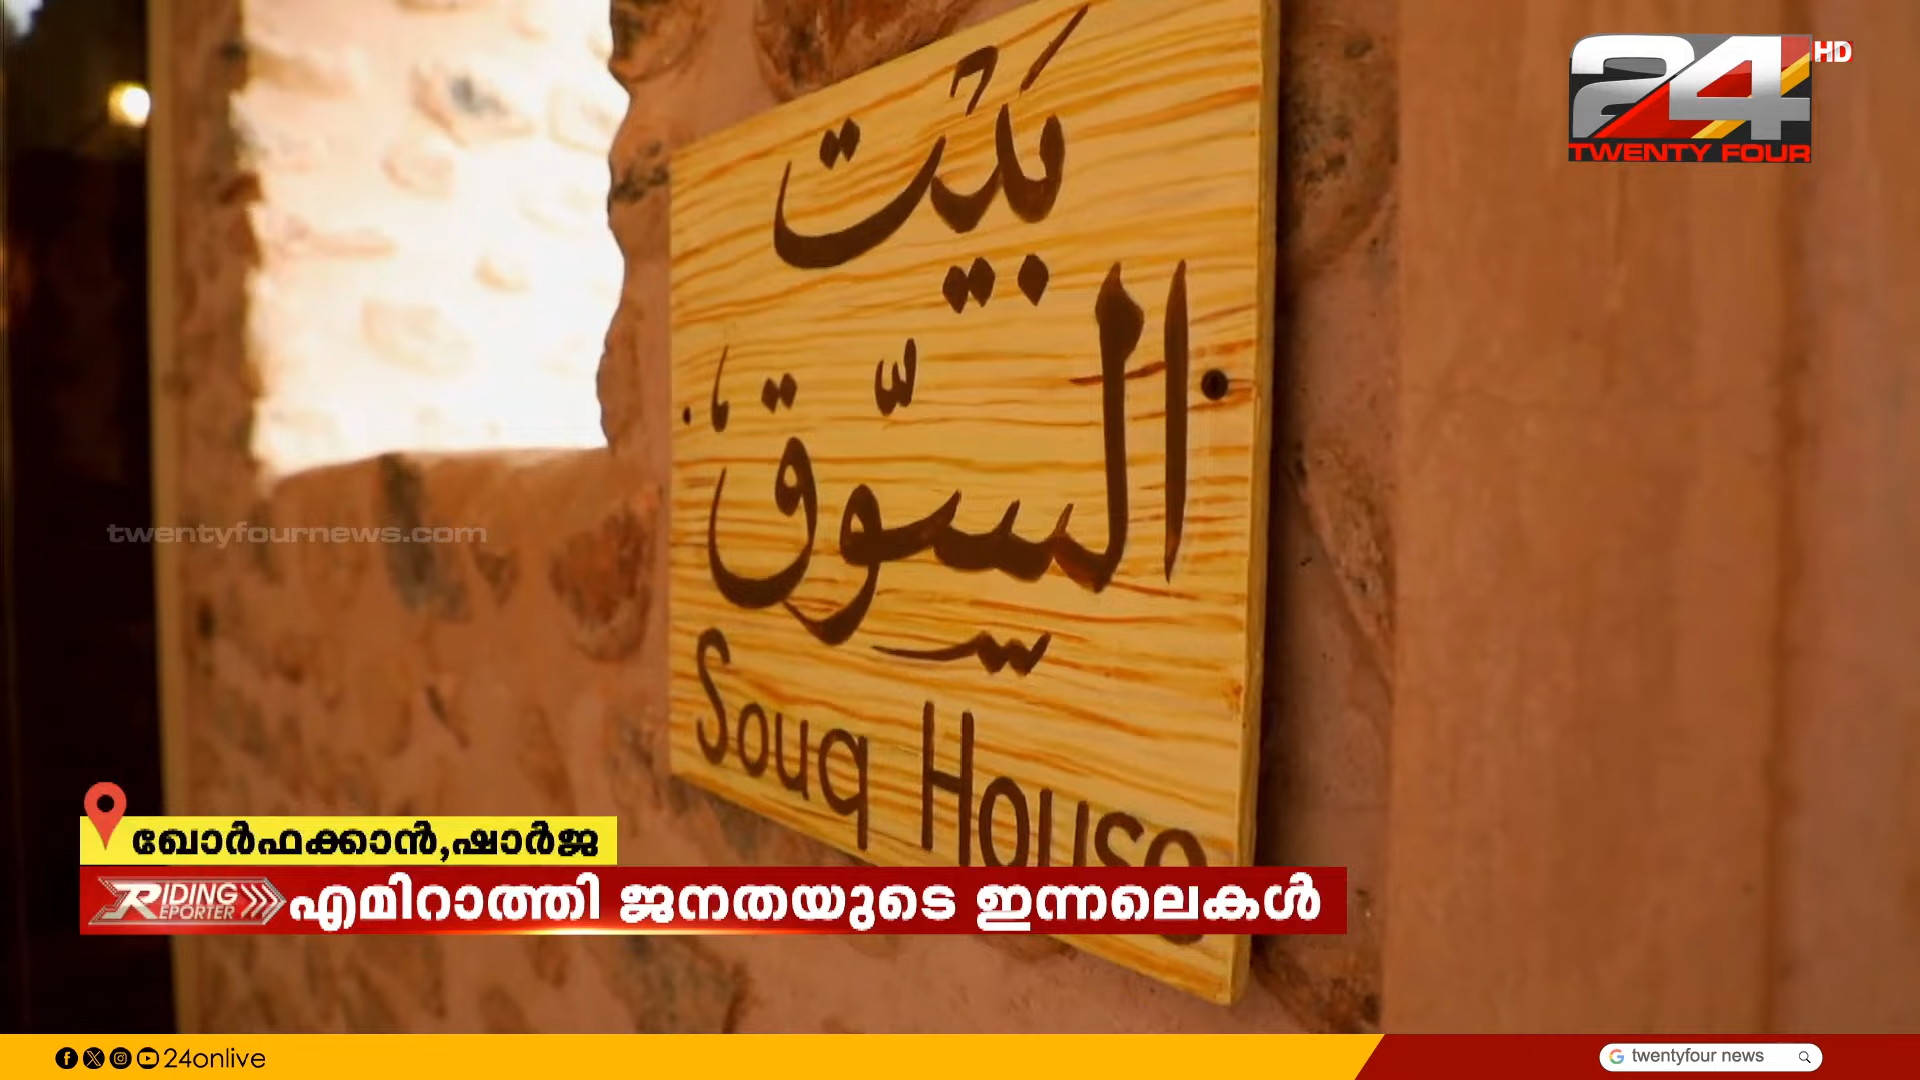 24 HD
TWENTY FOUR
بَيْت
السّوق
Souq House
twentyfournews.com
ഖോർഫക്കാൻ,ഷാർജ
RIDING REPORTER
എമിറാത്തി ജനതയുടെ ഇന്നലെകൾ
24onlive
twentyfour news